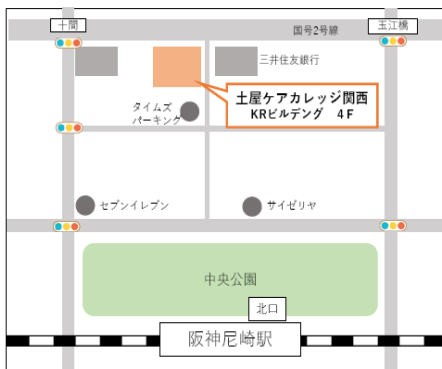 十間
国号2号線
玉江橋
三井住友銀行
土屋ケアカレッジ関西
KRビルデング 4F
タイムズ
パーキング
セブンイレブン
サイゼリヤ
中央公園
北口
阪神尼崎駅